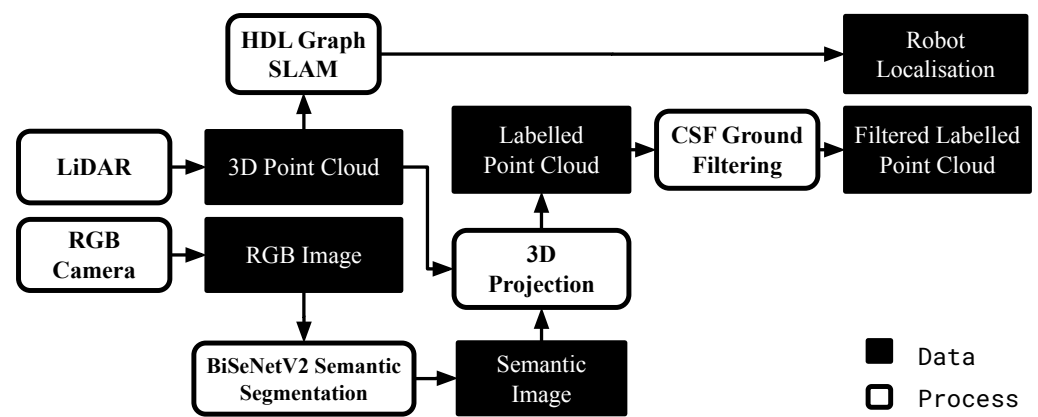 HDL Graph
SLAM
Robot
Localisation
LiDAR
3D Point Cloud
Labelled
Point Cloud
CSF Ground
Filtering
Filtered Labelled
Point Cloud
RGB
Camera
RGB Image
3D
Projection
BiSeNetV2 Semantic
Segmentation
Semantic
Image
Data
Process